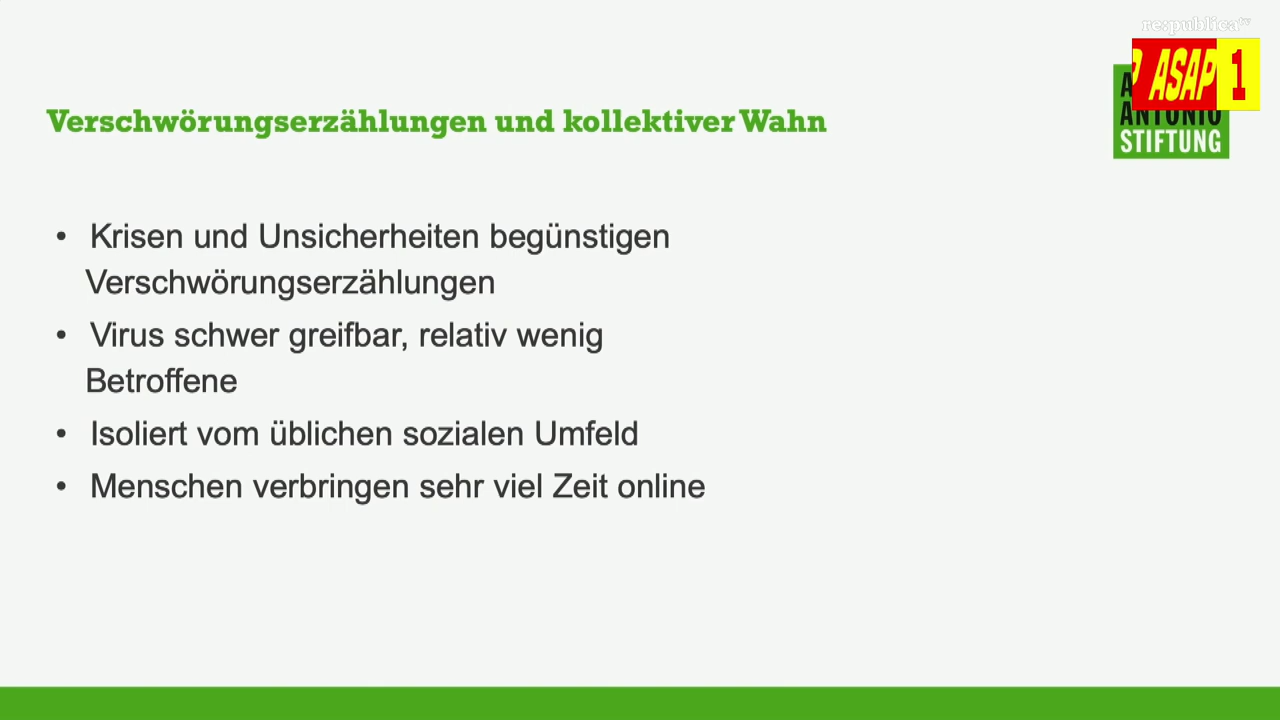 re:publica tv
P ASAP 1
ANTONIO
STIFTUNG
Verschwörungserzählungen und kollektiver Wahn
• Krisen und Unsicherheiten begünstigen
Verschwörungserzählungen
• Virus schwer greifbar, relativ wenig
Betroffene
• Isoliert vom üblichen sozialen Umfeld
• Menschen verbringen sehr viel Zeit online